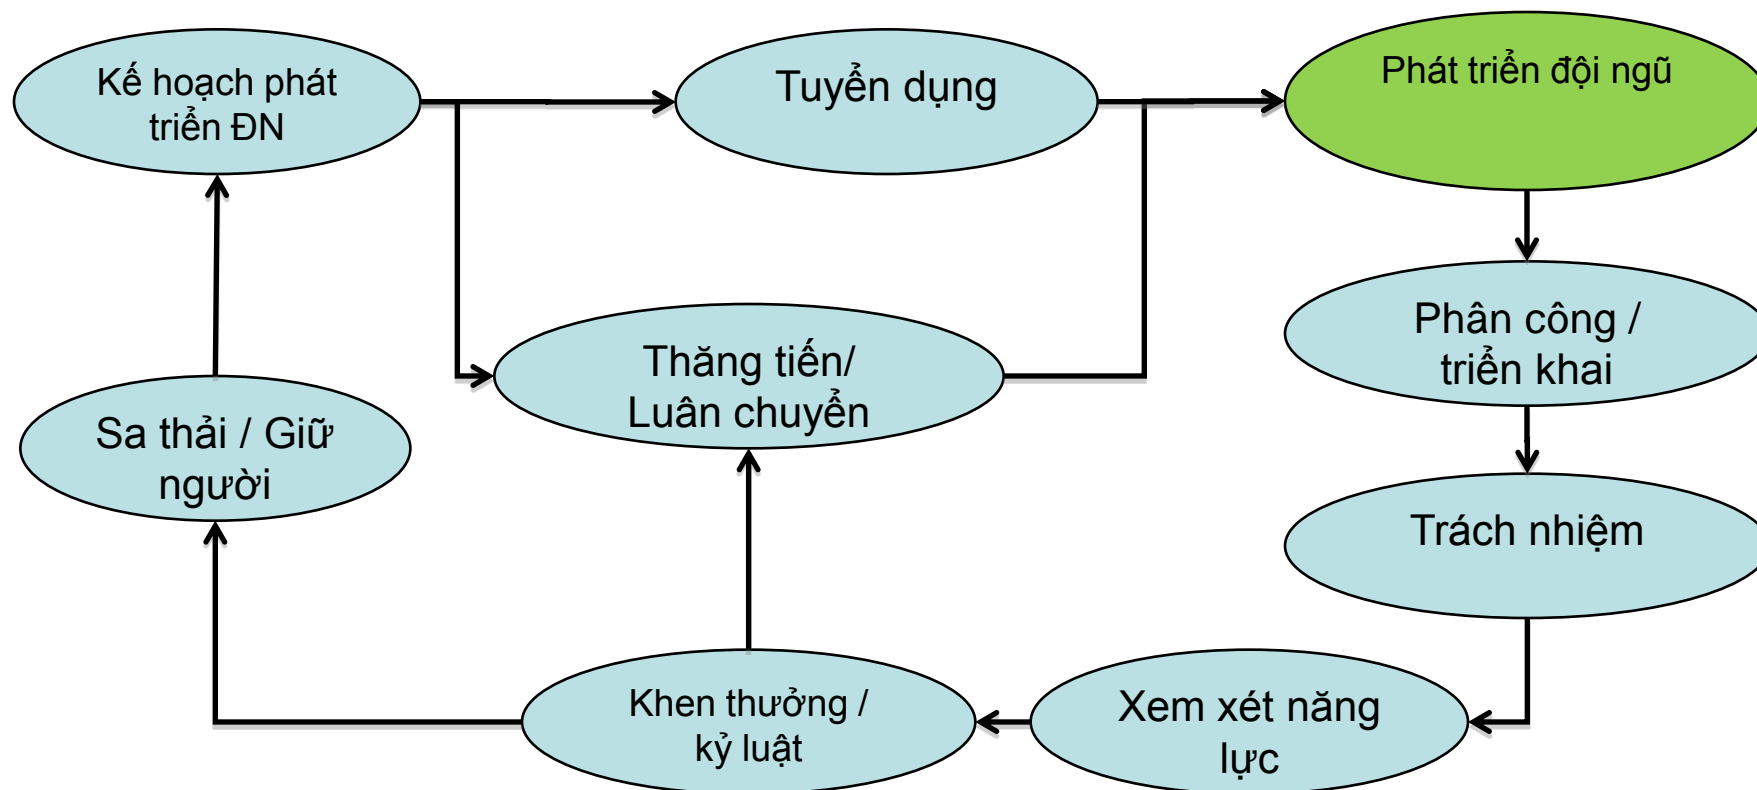 Kế hoạch phát
triển ĐN
Tuyển dụng
Phát triển đội ngũ
Phân công /
triển khai
Thăng tiến/
Luân chuyển
Sa thải / Giữ
người
Trách nhiệm
Khen thưởng /
kỷ luật
Xem xét năng
lực